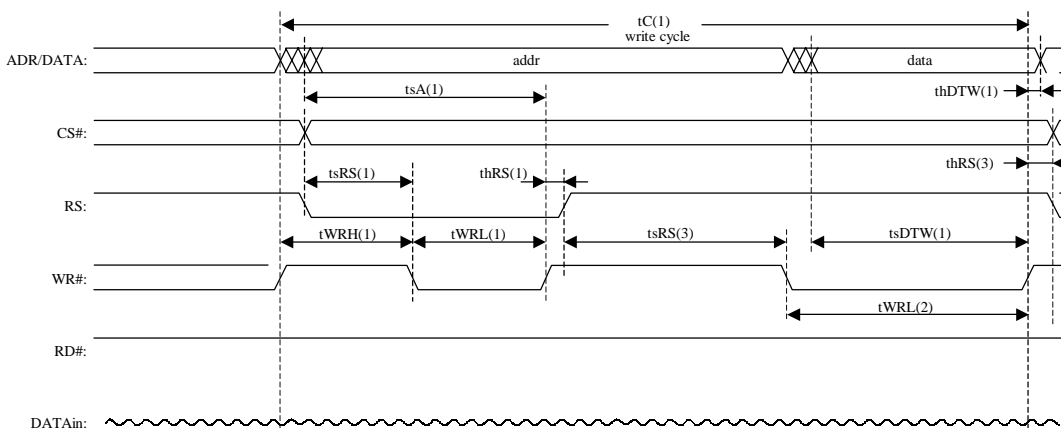 tC(1)
write cycle
ADR/DATA:
addr
data
tsA(1)
thDTW(1)
CS#:
thRS(3)
tsRS(1)
thRS(1)
RS:
tWRH(1)
tWRL(1)
tsRS(3)
tsDTW(1)
WR#:
tWRL(2)
RD#:
DATAin: